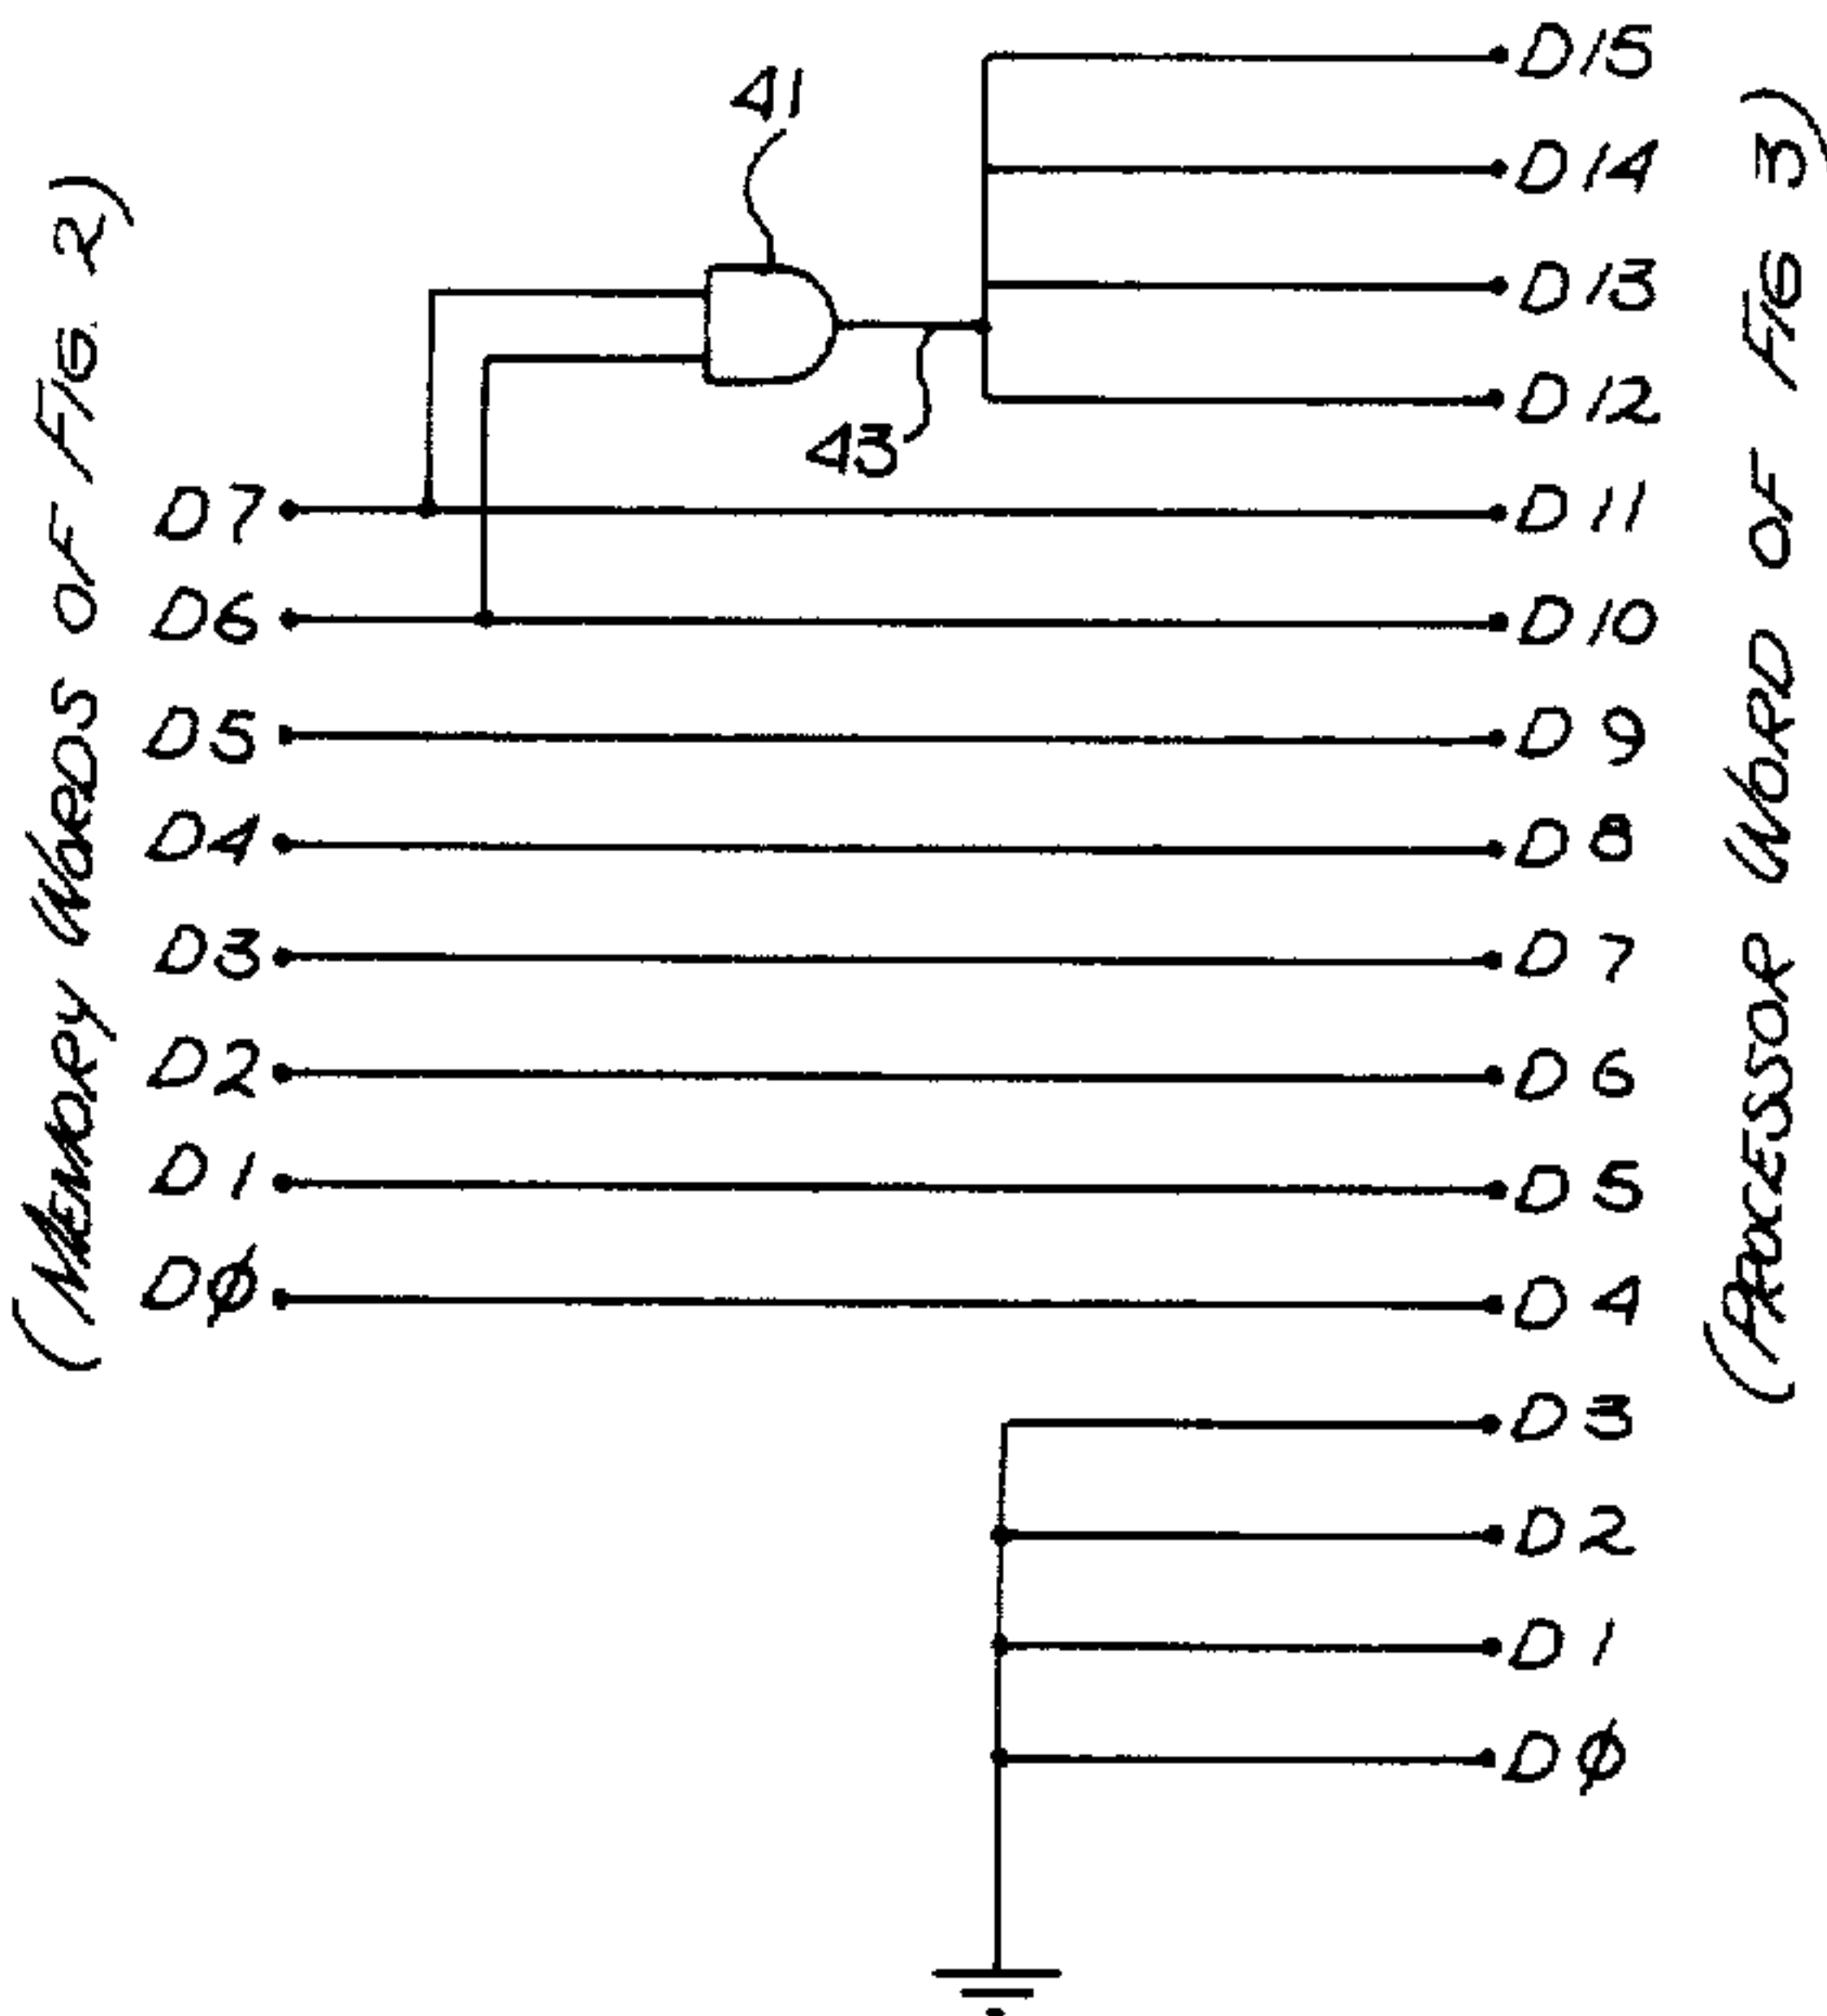 (MEMORY WORDS OF FIG. 2)
41
43
D7
D6
D5
D4
D3
D2
D1
DØ
D15
D14
D13
D12
D11
D10
D9
D8
D7
D6
D5
D4
D3
D2
D1
DØ
(PROCESSOR WORD OF FIG 3)